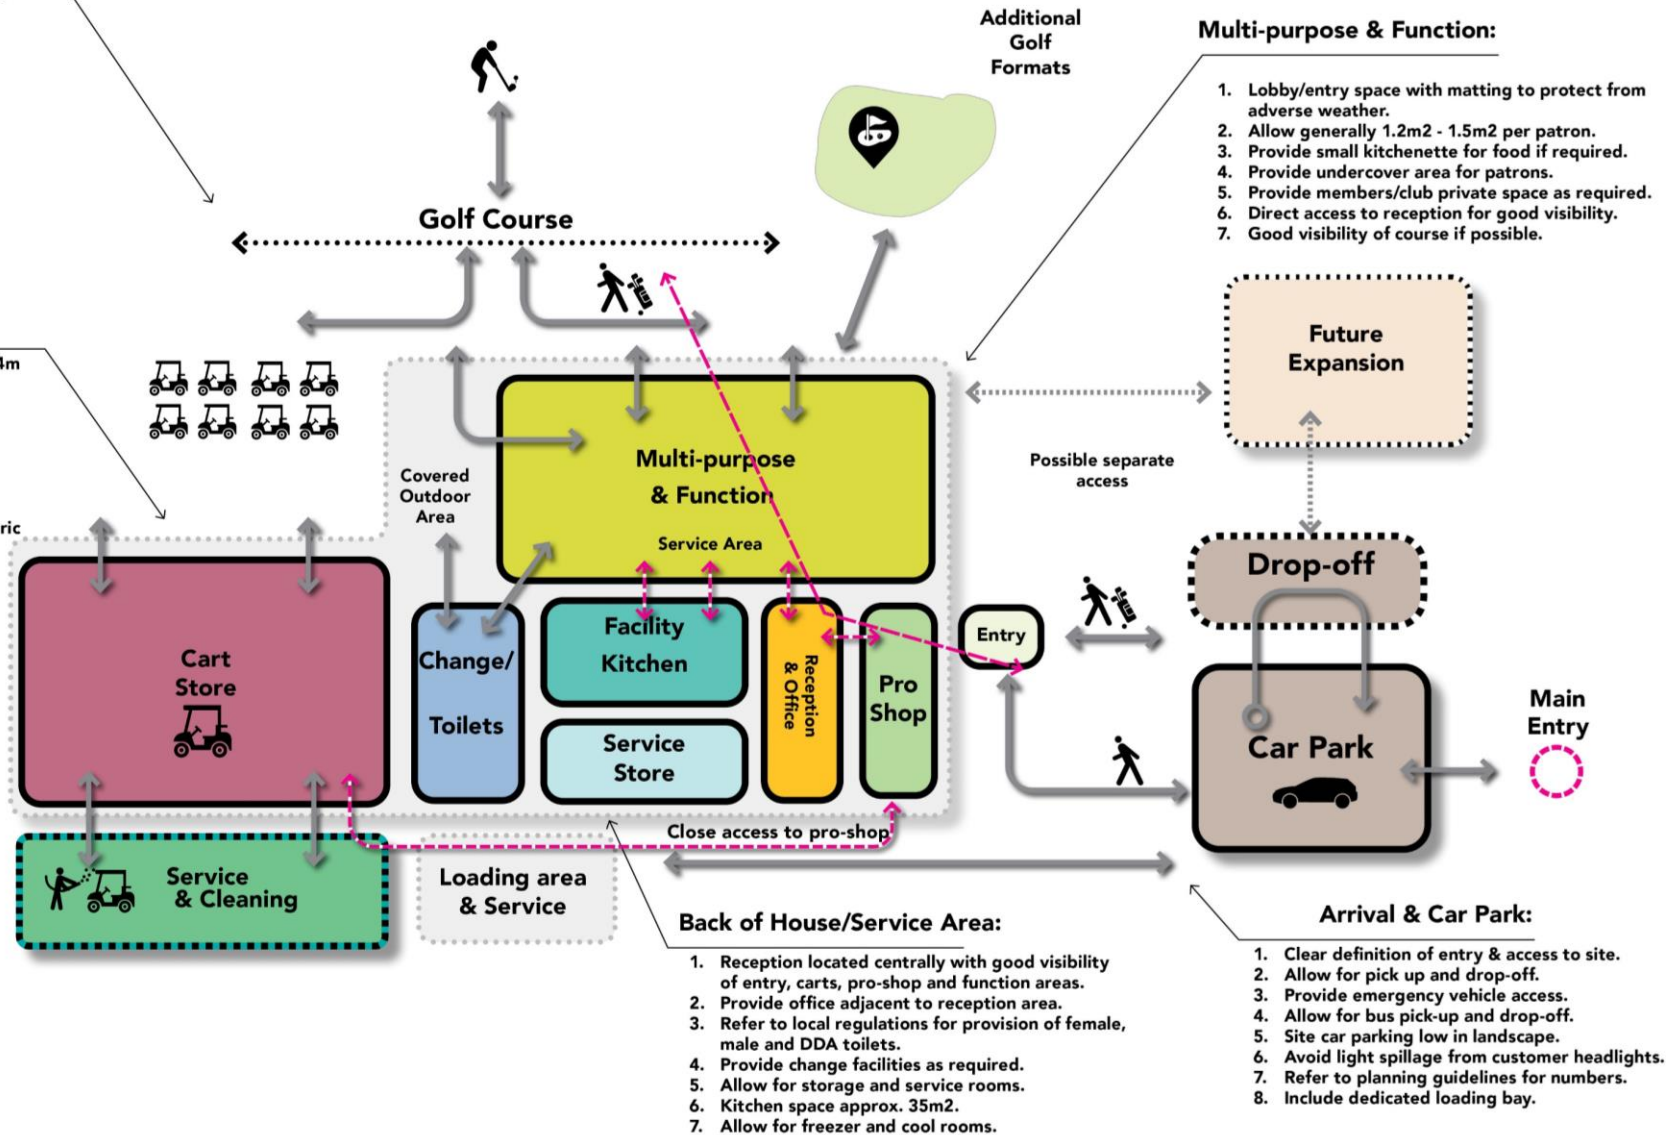 Additional
Golf
Formats
Multi-purpose & Function:
1. Lobby/entry space with matting to protect from
adverse weather.
2. Allow generally 1.2m2 - 1.5m2 per patron.
3. Provide small kitchenette for food if required.
4. Provide undercover area for patrons.
5. Provide members/club private space as required.
6. Direct access to reception for good visibility.
7. Good visibility of course if possible.
Golf Course
Future
Expansion
4m
Possible separate
access
Covered
Outdoor
Area
Multi-purpose
& Function
Service Area
ric
Drop-off
Cart
Store
Change/
Toilets
Facility
Kitchen
Service
Store
Reception
& Office
Pro
Shop
Entry
Car Park
Main
Entry
Close access to pro-shop
Service
& Cleaning
Loading area
& Service
Back of House/Service Area:
1. Reception located centrally with good visibility
of entry, carts, pro-shop and function areas.
2. Provide office adjacent to reception area.
3. Refer to local regulations for provision of female,
male and DDA toilets.
4. Provide change facilities as required.
5. Allow for storage and service rooms.
6. Kitchen space approx. 35m2.
7. Allow for freezer and cool rooms.
Arrival & Car Park:
1. Clear definition of entry & access to site.
2. Allow for pick up and drop-off.
3. Provide emergency vehicle access.
4. Allow for bus pick-up and drop-off.
5. Site car parking low in landscape.
6. Avoid light spillage from customer headlights.
7. Refer to planning guidelines for numbers.
8. Include dedicated loading bay.